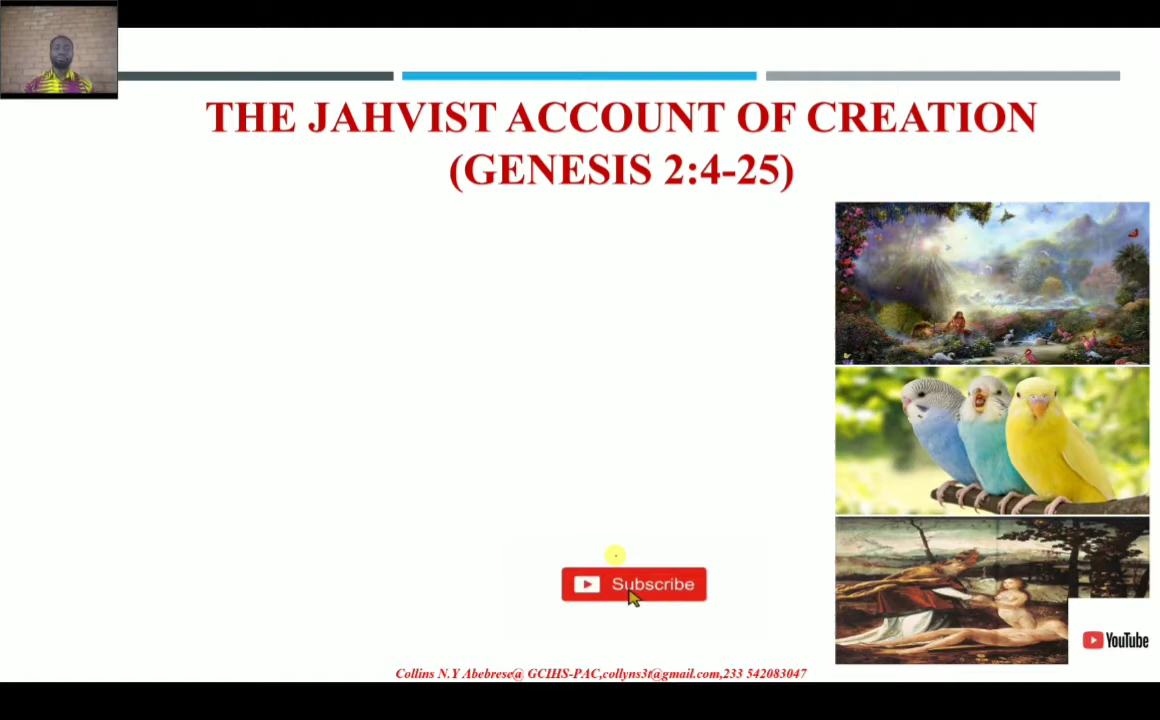 THE JAHVIST ACCOUNT OF CREATION
(GENESIS 2:4-25)
Subscribe
YouTube
Collins N.Y Abebrese@ GCIHS-PAC,collyns3t@gmail.com,233 542083047